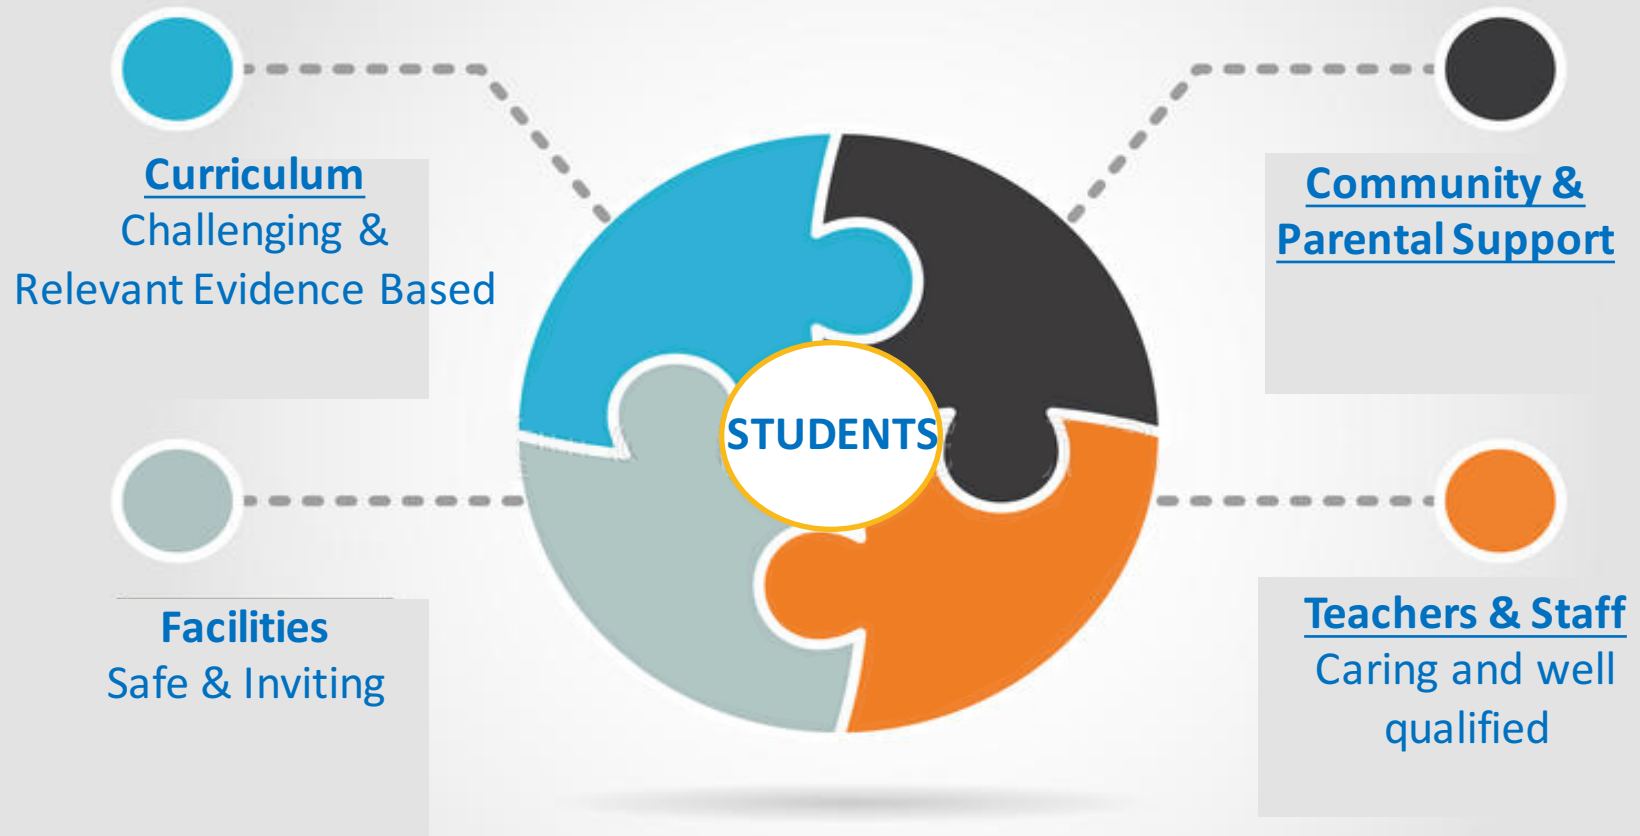 Curriculum
Challenging &
Relevant Evidence Based
Community &
Parental Support
STUDENTS
Facilities
Safe & Inviting
Teachers & Staff
Caring and well
qualified